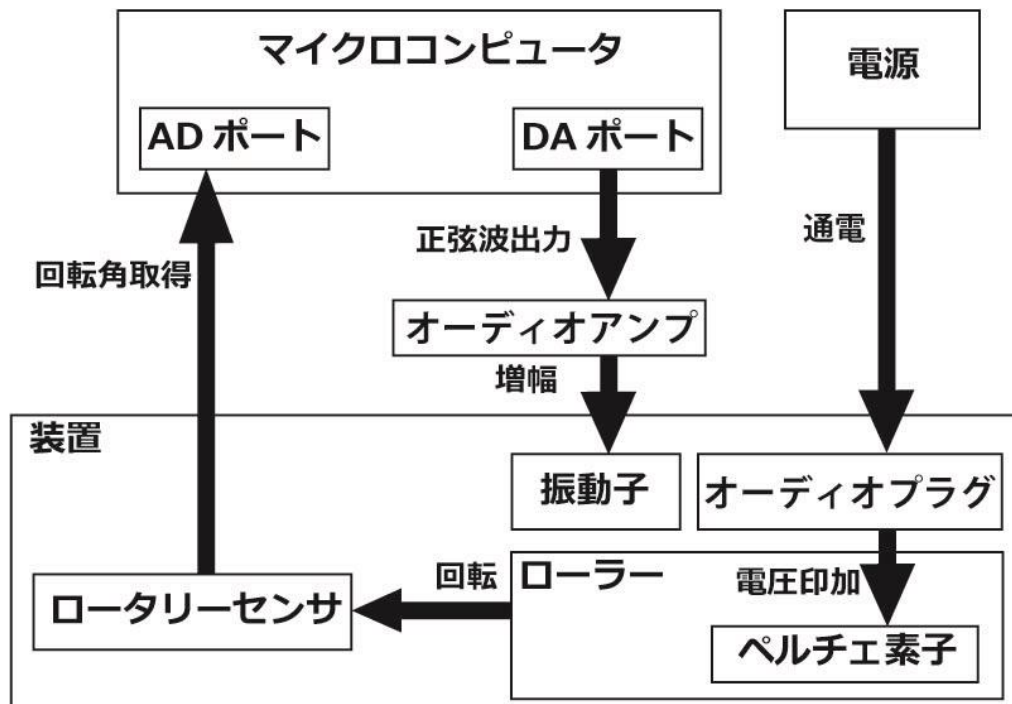 マイクロコンピュータ
電源
AD ポート
DA ポート
正弦波出力
通電
回転角取得
オーディオアンプ
増幅
装置
振動子
オーディオプラグ
回転
ローラー
電圧印加
ロータリーセンサ
ペルチェ素子